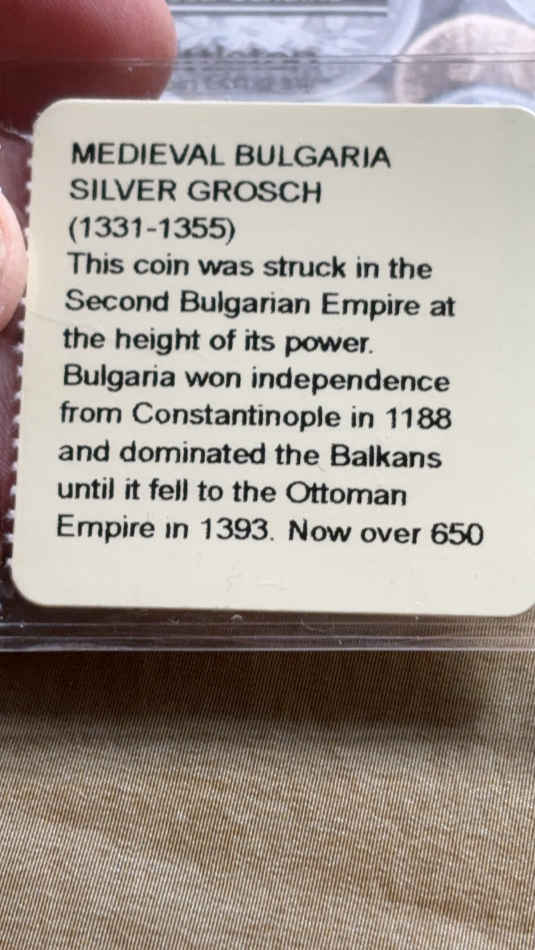 MEDIEVAL BULGARIA
SILVER GROSCH
(1331-1355)
This coin was struck in the
Second Bulgarian Empire at
the height of its power.
Bulgaria won independence
from Constantinople in 1188
and dominated the Balkans
until it fell to the Ottoman
Empire in 1393. Now over 650